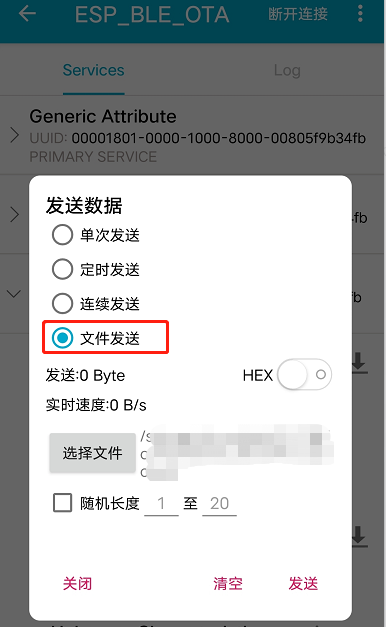 ESP_BLE_OTA 断开连接
Services Log
Generic Attribute
UUID: 00001801-0000-1000-8000-00805f9b34fb
PRIMARY SERVICE
fb
发送数据
单次发送
定时发送
连续发送
fb
文件发送
发送:0 Byte HEX
实时速度:0 B/s
选择文件
随机长度 1 至 20
关闭 清空 发送